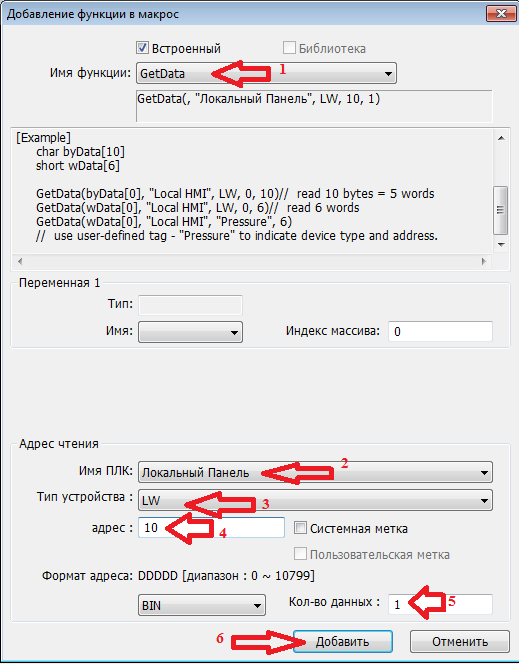 Добавление функции в макрос
Встроенный
Библиотека
Имя функции:
GetData
1
GetData(, "Локальный Панель", LW, 10, 1)
[Example]
char byData[10]
short wData[6]
GetData(byData[0], "Local HMI", LW, 0, 10)// read 10 bytes = 5 words
GetData(wData[0], "Local HMI", LW, 0, 6)// read 6 words
GetData(wData[0], "Local HMI", "Pressure", 6)
// use user-defined tag - "Pressure" to indicate device type and address.
Переменная 1
Тип:
Имя:
Индекс массива: 0
Адрес чтения
Имя ПЛК: Локальный Панель 2
Тип устройства : LW 3
адрес : 10 4
Системная метка
Пользовательская метка
Формат адреса: DDDDD [диапазон : 0 ~ 10799]
BIN
Кол-во данных : 1 5
6
Добавить
Отменить